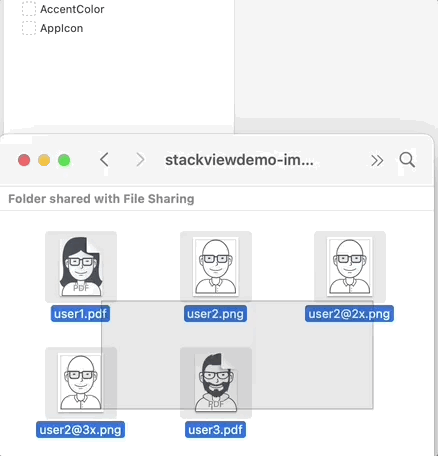 AccentColor
AppIcon
stackviewdemo-im...
Folder shared with File Sharing
PDF
user1.pdf
user2.png
user2@2x.png
PDF
user2@3x.png
user3.pdf